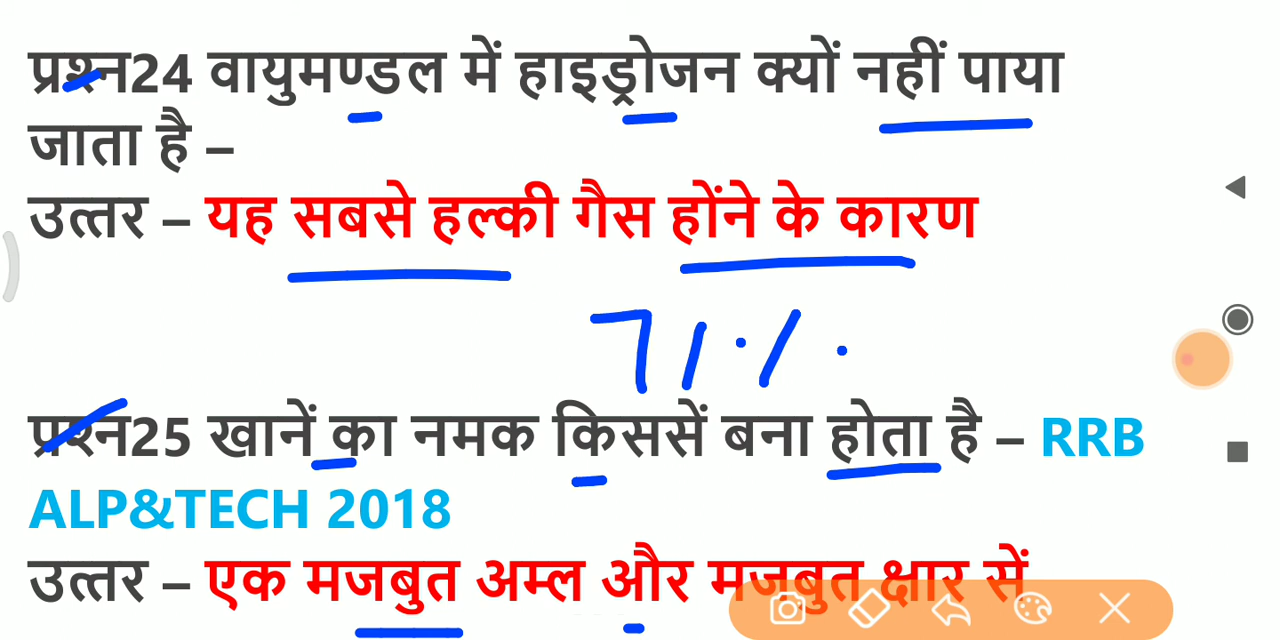 प्रश्न24 वायुमण्डल में हाइड्रोजन क्यों नहीं पाया
जाता है –
उत्तर – यह सबसे हल्की गैस होंने के कारण
71%
प्रश्न25 खानें का नमक किससें बना होता है – RRB
ALP&TECH 2018
उत्तर – एक मजबुत अम्ल और मजबुत क्षार सें